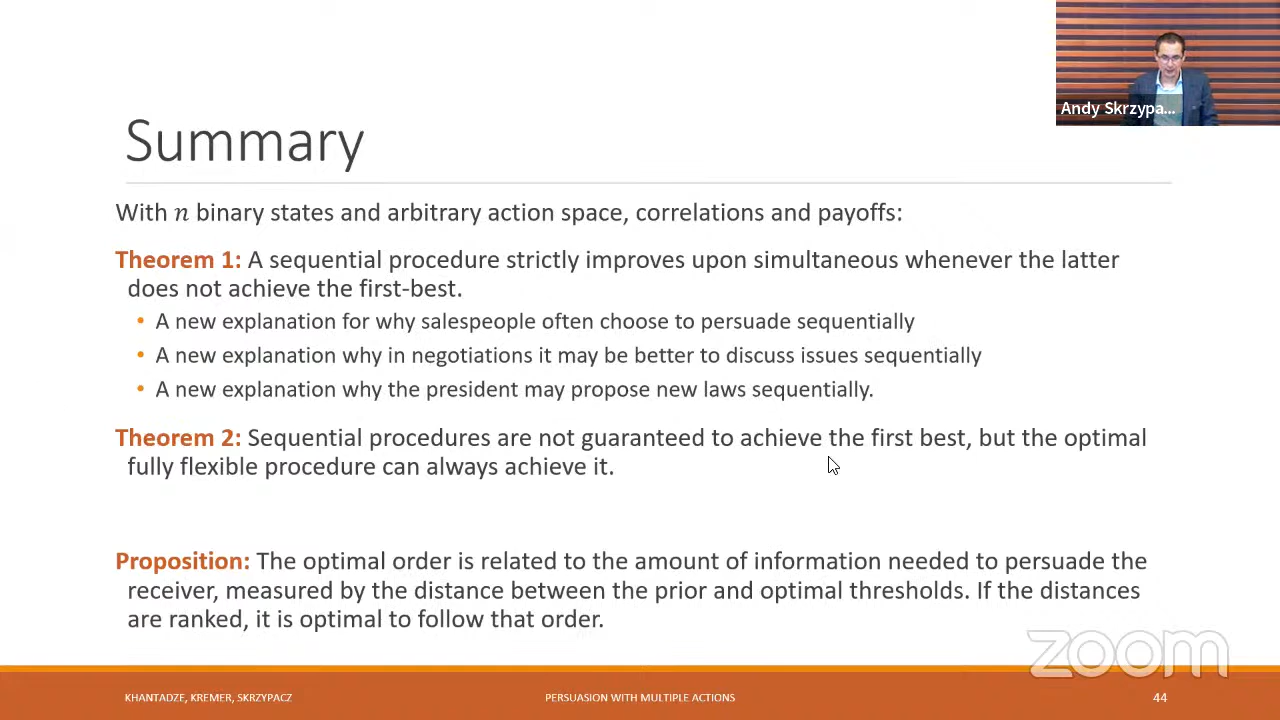 Andy Skrzypa...
Summary
With n binary states and arbitrary action space, correlations and payoffs:
Theorem 1: A sequential procedure strictly improves upon simultaneous whenever the latter
does not achieve the first-best.
• A new explanation for why salespeople often choose to persuade sequentially
• A new explanation why in negotiations it may be better to discuss issues sequentially
• A new explanation why the president may propose new laws sequentially.
Theorem 2: Sequential procedures are not guaranteed to achieve the first best, but the optimal
fully flexible procedure can always achieve it.
Proposition: The optimal order is related to the amount of information needed to persuade the
receiver, measured by the distance between the prior and optimal thresholds. If the distances
are ranked, it is optimal to follow that order.
zoom
KHANTADZE, KREMER, SKRZYPACZ
PERSUASION WITH MULTIPLE ACTIONS
44